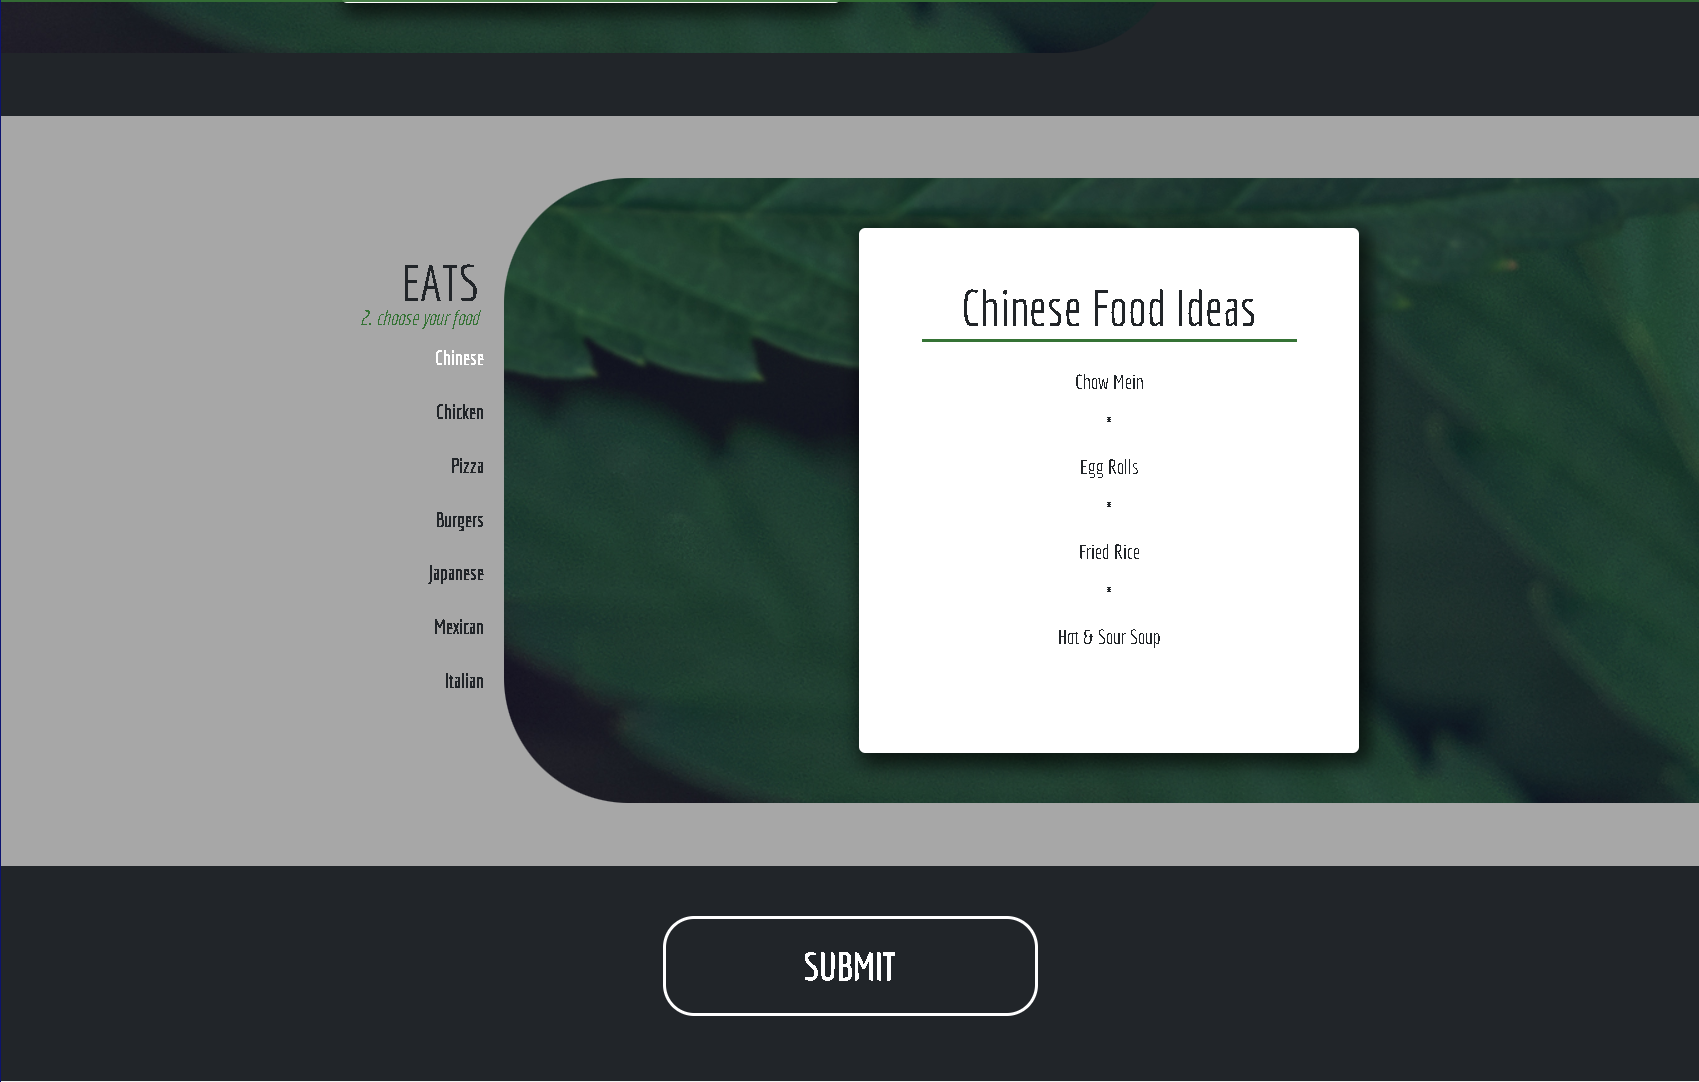 EATS
2. choose your food
Chinese
Chicken
Pizza
Burgers
Japanese
Mexican
Italian
Chinese Food Ideas
Chow Mein
*
Egg Rolls
*
Fried Rice
*
Hot & Sour Soup
SUBMIT